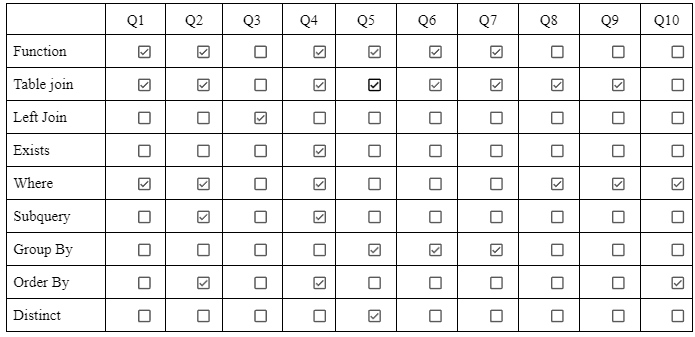 Q1 Q2 Q3 Q4 Q5 Q6 Q7 Q8 Q9 Q10
Function ☑ ☑ ☐ ☑ ☑ ☑ ☑ ☐ ☐ ☐
Table join ☑ ☑ ☐ ☑ ☑ ☑ ☑ ☑ ☑ ☐
Left Join ☐ ☐ ☑ ☐ ☐ ☐ ☐ ☐ ☐ ☐
Exists ☐ ☐ ☐ ☑ ☐ ☐ ☐ ☐ ☐ ☐
Where ☑ ☑ ☐ ☑ ☐ ☐ ☐ ☑ ☑ ☑
Subquery ☐ ☑ ☐ ☑ ☐ ☐ ☐ ☐ ☐ ☐
Group By ☐ ☐ ☐ ☐ ☑ ☑ ☑ ☐ ☐ ☐
Order By ☐ ☑ ☐ ☑ ☐ ☐ ☐ ☐ ☐ ☑
Distinct ☐ ☐ ☐ ☐ ☑ ☐ ☐ ☐ ☐ ☐